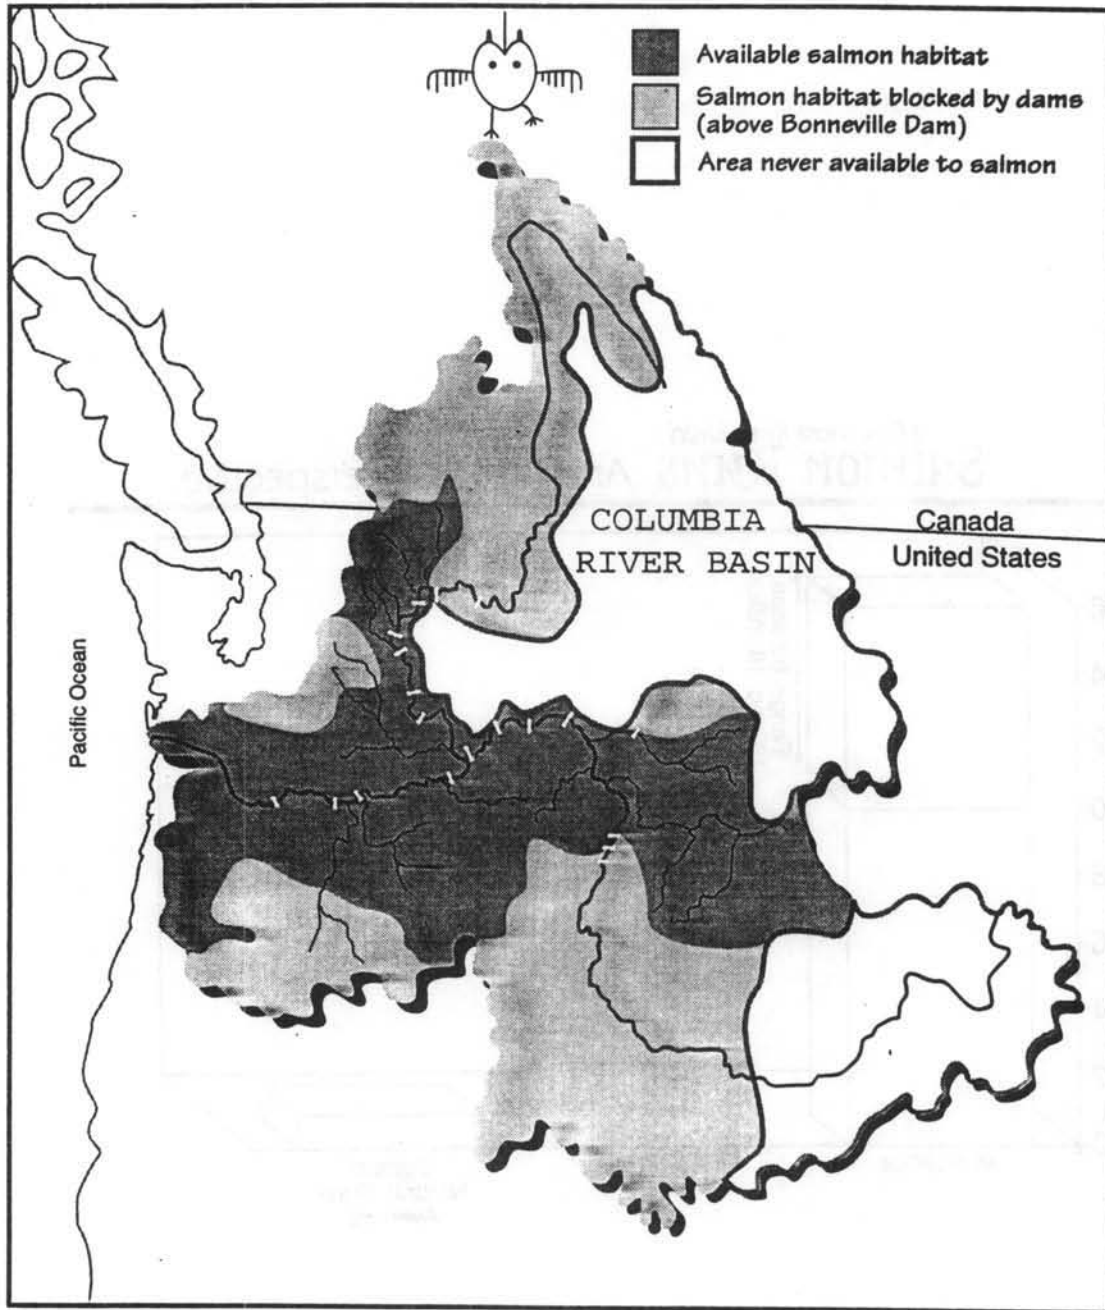 Available salmon habitat
Salmon habitat blocked by dams
(above Bonneville Dam)
Area never available to salmon
COLUMBIA
RIVER BASIN
Canada
United States
Pacific Ocean